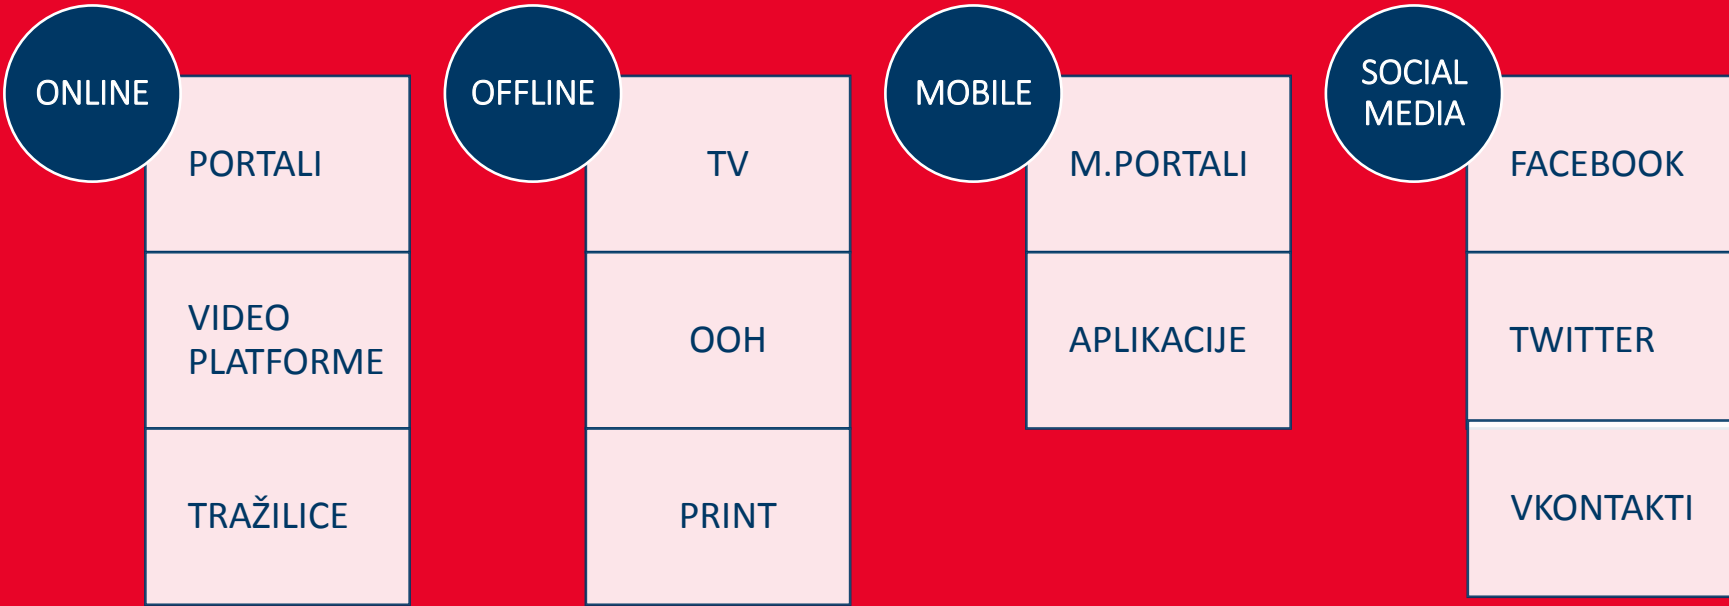 ONLINE
PORTALI
VIDEO
PLATFORME
TRAŽILICE
OFFLINE
TV
OOH
PRINT
MOBILE
M.PORTALI
APLIKACIJE
SOCIAL
MEDIA
FACEBOOK
TWITTER
VKONTAKTI